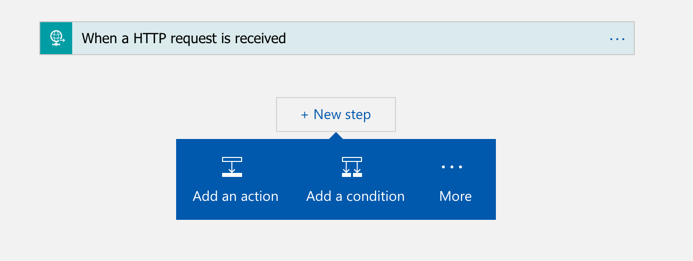 When a HTTP request is received
+ New step
Add an action
Add a condition
More